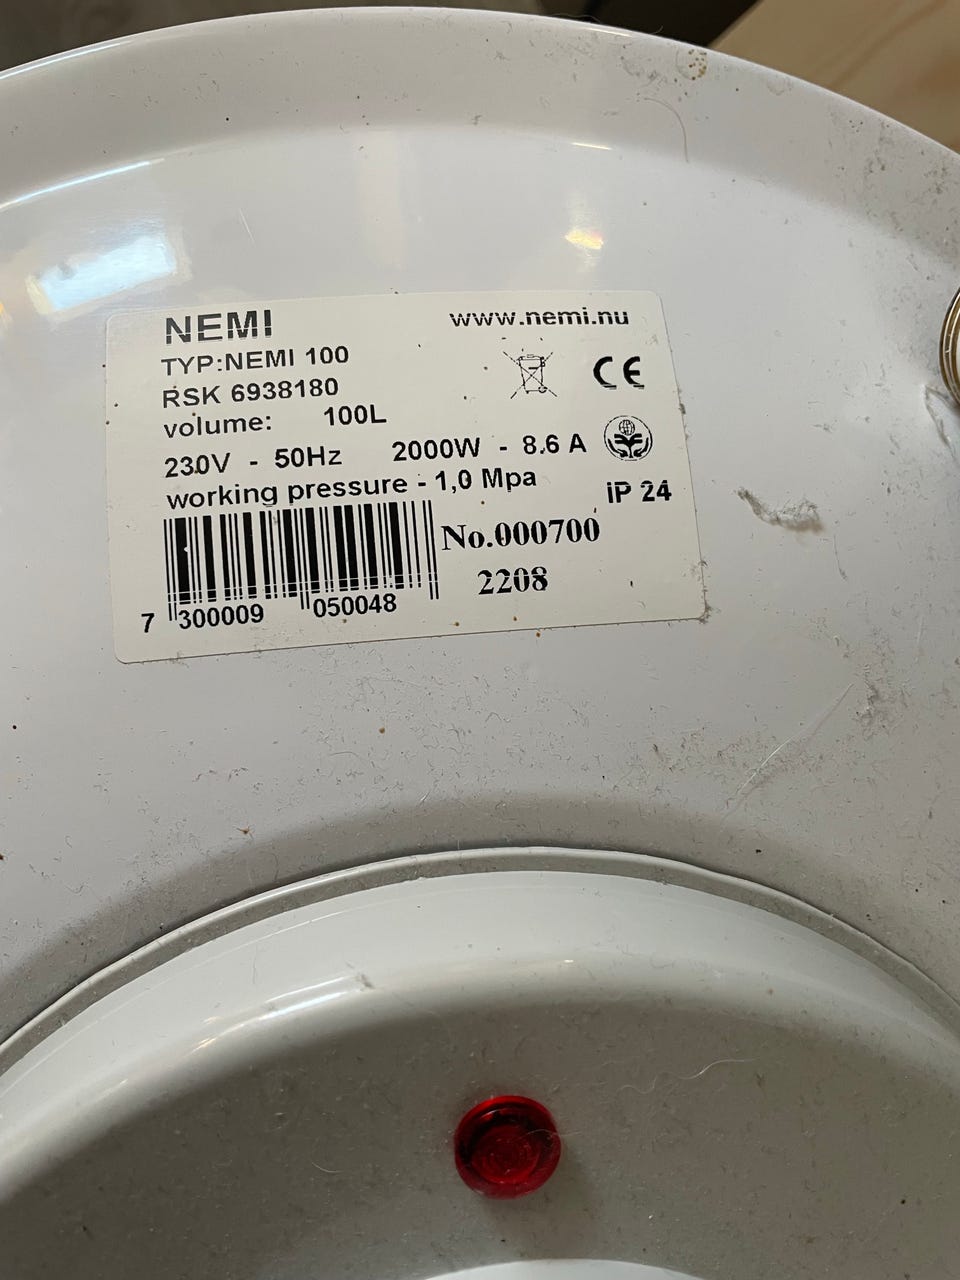 NEMI
www.nemi.nu
TYP:NEMI 100
RSK 6938180
CE
volume: 100L
230V - 50Hz 2000W - 8.6 A
working pressure - 1,0 Mpa
iP 24
No.000700
2208
7 300009 050048